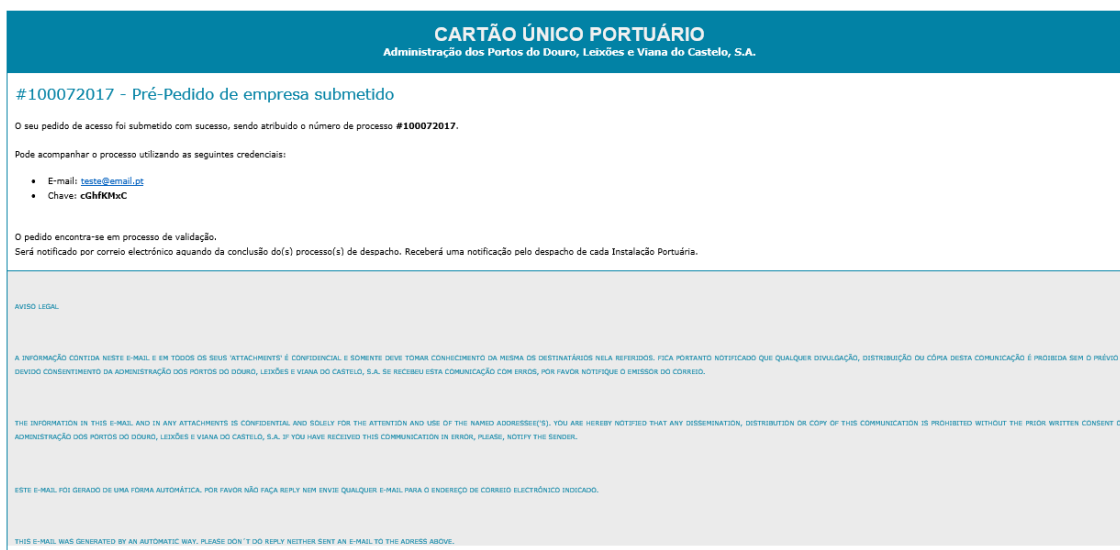 CARTÃO ÚNICO PORTUÁRIO
Administração dos Portos do Douro, Leixões e Viana do Castelo, S.A.
#100072017 - Pré-Pedido de empresa submetido
O seu pedido de acesso foi submetido com sucesso, sendo atribuido o número de processo #100072017.
Pode acompanhar o processo utilizando as seguintes credenciais:
• E-mail: teste@email.pt
• Chave: cGhfKMxC
O pedido encontra-se em processo de validação.
Será notificado por correio electrónico aquando da conclusão do(s) processo(s) de despacho. Receberá uma notificação pelo despacho de cada Instalação Portuária.
AVISO LEGAL
A INFORMAÇÃO CONTIDA NESTE E-MAIL E EM TODOS OS SEUS 'ATTACHMENTS' É CONFIDENCIAL E SOMENTE DEVE TOMAR CONHECIMENTO DA MESMA OS DESTINATÁRIOS NELA REFERIDOS. FICA PORTANTO NOTIFICADO QUE QUALQUER DIVULGAÇÃO, DISTRIBUIÇÃO OU CÓPIA DESTA COMUNICAÇÃO É PROIBIDA SEM O PRÉVIO
DEVIDO CONSENTIMENTO DA ADMINISTRAÇÃO DOS PORTOS DO DOURO, LEIXÕES E VIANA DO CASTELO, S.A. SE RECEBEU ESTA COMUNICAÇÃO COM ERROS, POR FAVOR NOTIFIQUE O EMISSOR DO CORREIO.
THE INFORMATION IN THIS E-MAIL AND IN ANY ATTACHMENTS IS CONFIDENTIAL AND SOLELY FOR THE ATTENTION AND USE OF THE NAMED ADDRESSEE('S). YOU ARE HEREBY NOTIFIED THAT ANY DISSEMINATION, DISTRIBUTION OR COPY OF THIS COMMUNICATION IS PROHIBITED WITHOUT THE PRIOR WRITTEN CONSENT
ADMINISTRAÇÃO DOS PORTOS DO DOURO, LEIXÕES E VIANA DO CASTELO, S.A. IF YOU HAVE RECEIVED THIS COMMUNICATION IN ERROR, PLEASE, NOTIFY THE SENDER.
ESTE E-MAIL FOI GERADO DE UMA FORMA AUTOMÁTICA. POR FAVOR NÃO FAÇA REPLY NEM ENVIE QUALQUER E-MAIL PARA O ENDEREÇO DE CORREIO ELECTRÓNICO INDICADO.
THIS E-MAIL WAS GENERATED BY AN AUTOMATIC WAY. PLEASE DON´T DO REPLY NEITHER SENT AN E-MAIL TO THE ADRESS ABOVE.